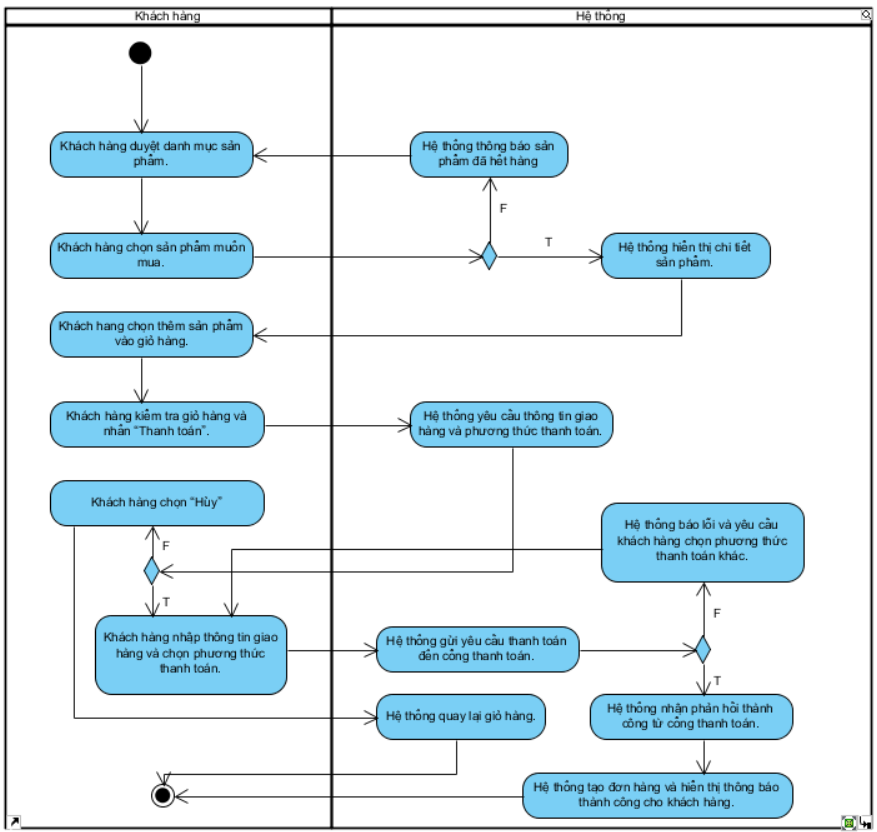 Khách hàng
Hệ thống
Khách hàng duyệt danh mục sản
phẩm.
Hệ thống thông báo sản
phẩm đã hết hàng
F
T
Khách hàng chọn sản phẩm muốn
mua.
Hệ thống hiển thị chi tiết
sản phẩm.
Khách hang chọn thêm sản phẩm
vào giỏ hàng.
Khách hàng kiểm tra giỏ hàng và
nhấn “Thanh toán”.
Hệ thống yêu cầu thông tin giao
hàng và phương thức thanh toán.
Khách hàng chọn “Hủy”
F
T
Hệ thống báo lỗi và yêu cầu
khách hàng chọn phương thức
thanh toán khác.
F
Khách hàng nhập thông tin giao
hàng và chọn phương thức
thanh toán.
Hệ thống gửi yêu cầu thanh toán
đến cổng thanh toán.
T
Hệ thống quay lại giỏ hàng.
Hệ thống nhận phản hồi thành
công từ cổng thanh toán.
Hệ thống tạo đơn hàng và hiển thị thông báo
thành công cho khách hàng.